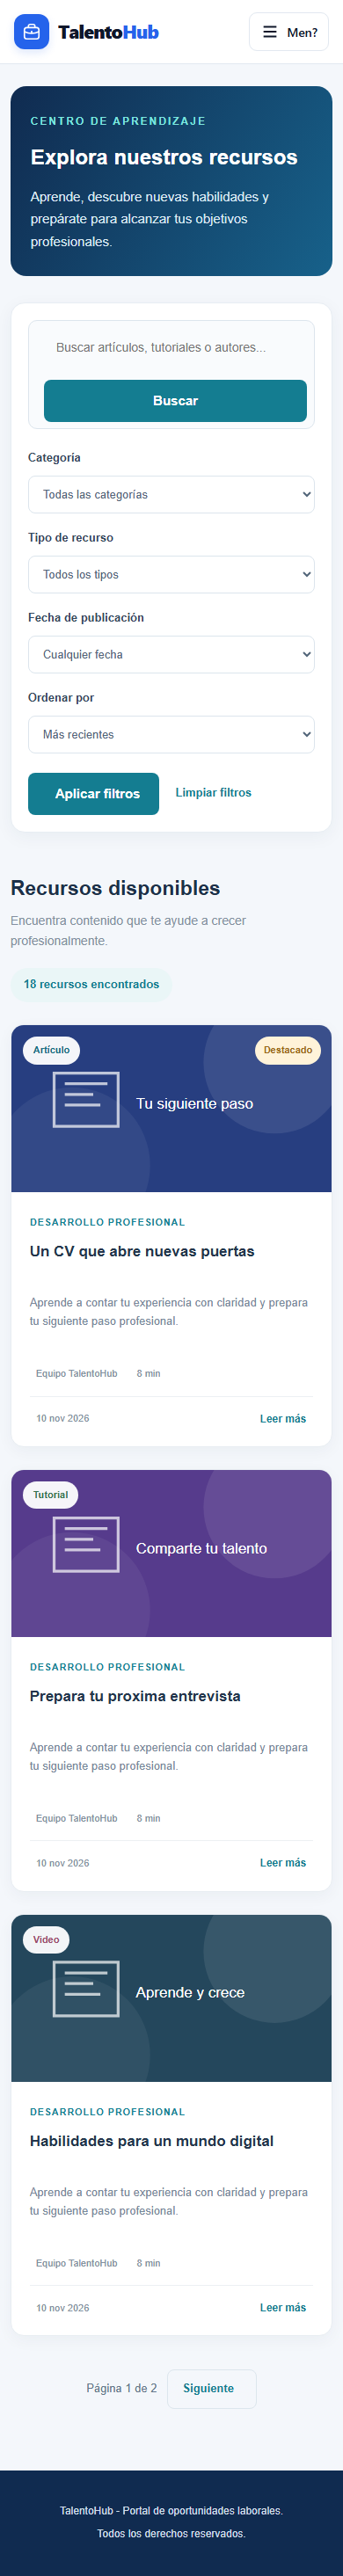 TalentoHub
Men?
CENTRO DE APRENDIZAJE
Explora nuestros recursos
Aprende, descubre nuevas habilidades y
prepárate para alcanzar tus objetivos
profesionales.
Buscar artículos, tutoriales o autores...
Buscar
Categoría
Todas las categorías
Tipo de recurso
Todos los tipos
Fecha de publicación
Cualquier fecha
Ordenar por
Más recientes
Aplicar filtros
Limpiar filtros
Recursos disponibles
Encuentra contenido que te ayude a crecer
profesionalmente.
18 recursos encontrados
Artículo
Destacado
Tu siguiente paso
DESARROLLO PROFESIONAL
Un CV que abre nuevas puertas
Aprende a contar tu experiencia con claridad y prepara
tu siguiente paso profesional.
Equipo TalentoHub 8 min
10 nov 2026
Leer más
Tutorial
Comparte tu talento
DESARROLLO PROFESIONAL
Prepara tu proxima entrevista
Aprende a contar tu experiencia con claridad y prepara
tu siguiente paso profesional.
Equipo TalentoHub 8 min
10 nov 2026
Leer más
Video
Aprende y crece
DESARROLLO PROFESIONAL
Habilidades para un mundo digital
Aprende a contar tu experiencia con claridad y prepara
tu siguiente paso profesional.
Equipo TalentoHub 8 min
10 nov 2026
Leer más
Página 1 de 2
Siguiente
TalentoHub - Portal de oportunidades laborales.
Todos los derechos reservados.